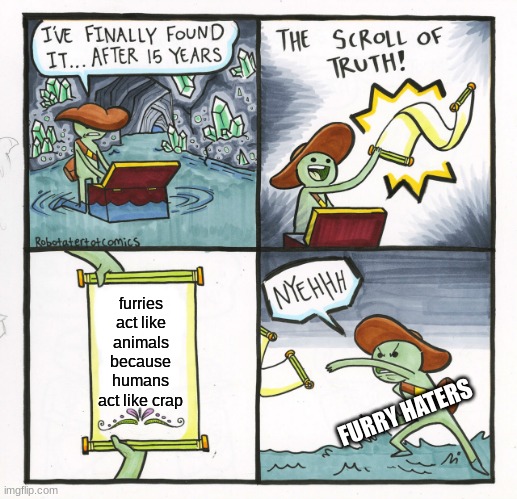 I'VE FINALLY FOUND
IT... AFTER 15 YEARS
THE SCROLL OF
TRUTH!
Robotatertotcomics
furries
act like
animals
because
humans
act like crap
NYEHHH
FURRY HATERS
imgflip.com